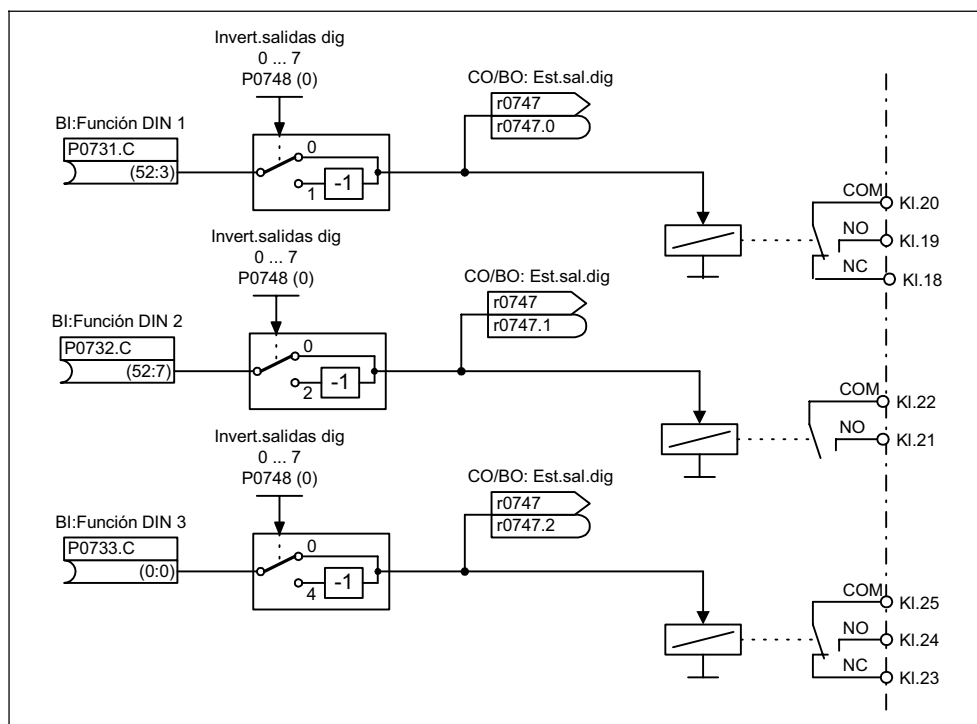 Invert.salidas dig
0 ... 7
P0748 (0)
CO/BO: Est.sal.dig
r0747
r0747.0
BI:Función DIN 1
P0731.C
(52:3)
0
1
-1
COM
Kl.20
NO
Kl.19
NC
Kl.18
Invert.salidas dig
0 ... 7
P0748 (0)
CO/BO: Est.sal.dig
r0747
r0747.1
BI:Función DIN 2
P0732.C
(52:7)
0
2
-1
COM
Kl.22
NO
Kl.21
Invert.salidas dig
0 ... 7
P0748 (0)
CO/BO: Est.sal.dig
r0747
r0747.2
BI:Función DIN 3
P0733.C
(0:0)
0
4
-1
COM
Kl.25
NO
Kl.24
NC
Kl.23